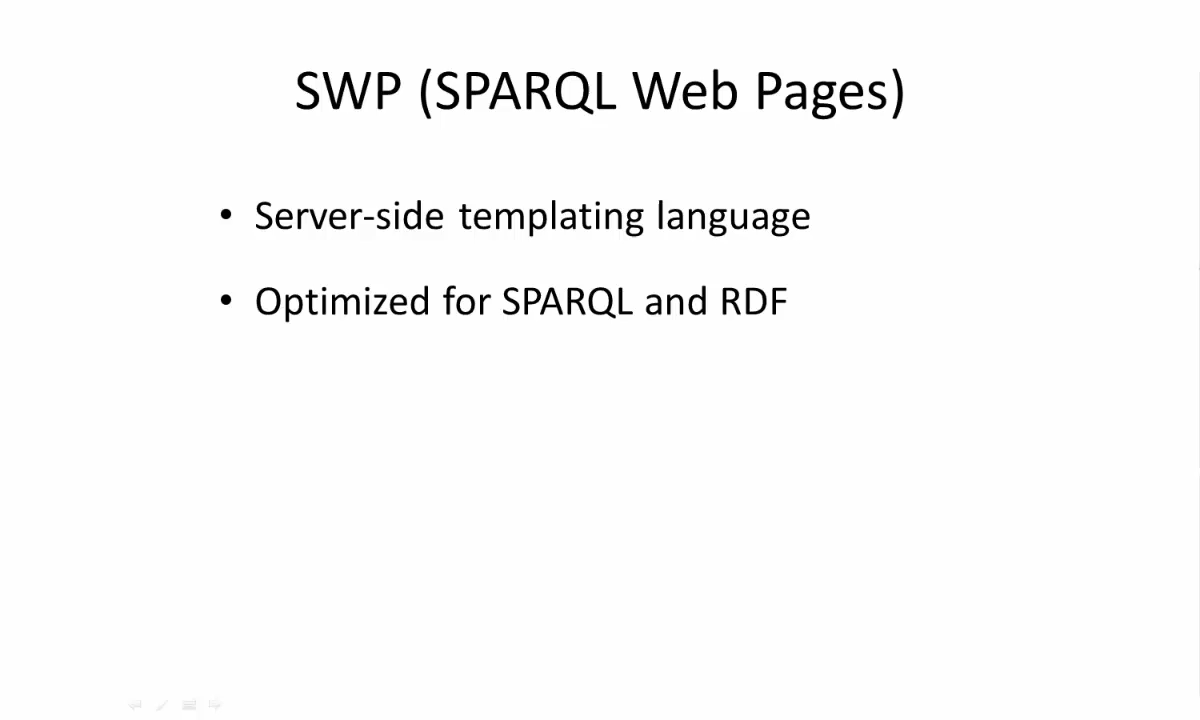 SWP (SPARQL Web Pages)
• Server-side templating language
• Optimized for SPARQL and RDF